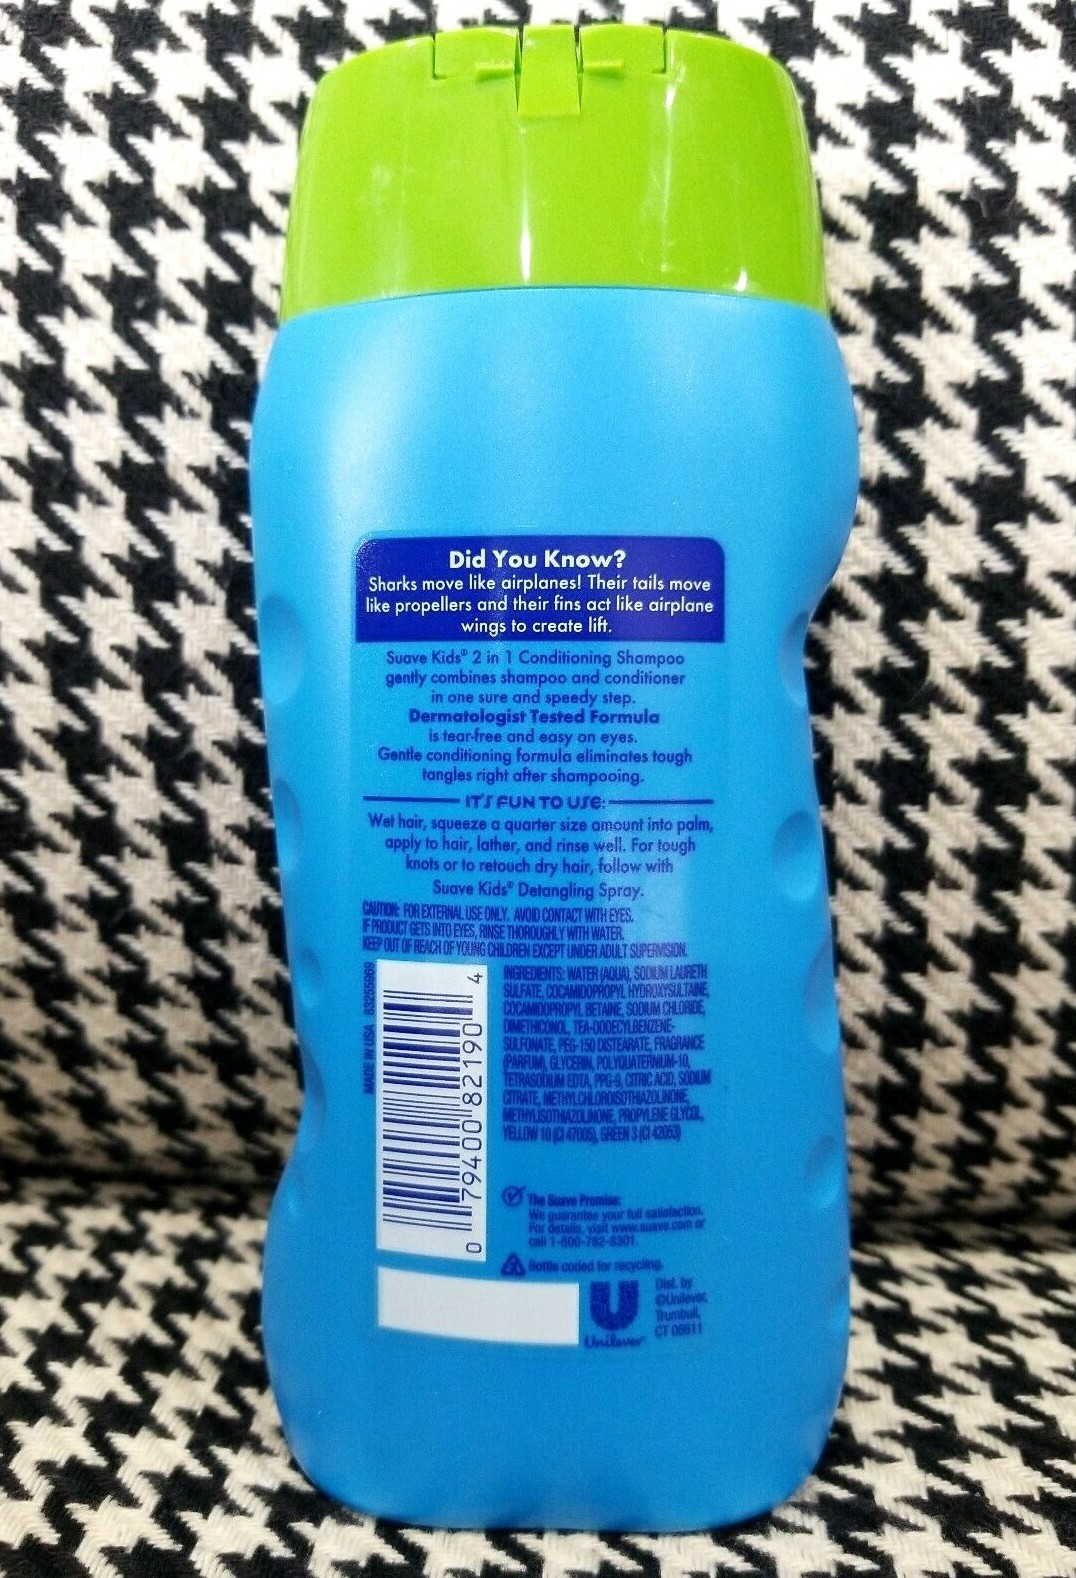 Did You Know?
Sharks move like airplanes! Their tails move
like propellers and their fins act like airplane
wings to create lift.
Suave Kids® 2 in 1 Conditioning Shampoo
gently combines shampoo and conditioner
in one sure and speedy step.
Dermatologist Tested Formula
is tear-free and easy on eyes.
Gentle conditioning formula eliminates tough
tangles right after shampooing.
IT'S FUN TO USE:
Wet hair, squeeze a quarter size amount into palm,
apply to hair, lather, and rinse well. For tough
knots or to retouch dry hair, follow with
Suave Kids® Detangling Spray.
CAUTION: FOR EXTERNAL USE ONLY. AVOID CONTACT WITH EYES.
IF PRODUCT GETS INTO EYES, RINSE THOROUGHLY WITH WATER.
KEEP OUT OF REACH OF YOUNG CHILDREN EXCEPT UNDER ADULT SUPERVISION.
MADE IN USA 83255969
0 79400 82190 4
INGREDIENTS: WATER (AQUA), SODIUM LAURETH
SULFATE, COCAMIDOPROPYL HYDROXYSULTAINE,
COCAMIDOPROPYL BETAINE, SODIUM CHLORIDE,
DIMETHICONOL, TEA-DODECYLBENZENE-
SULFONATE, PEG-150 DISTEARATE, FRAGRANCE
(PARFUM), GLYCERIN, POLYQUATERNIUM-10,
TETRASODIUM EDTA, PPG-9, CITRIC ACID, SODIUM
CITRATE, METHYLCHLOROISOTHIAZOLINONE,
METHYLISOTHIAZOLINONE, PROPYLENE GLYCOL,
YELLOW 10 (CI 47005), GREEN 3 (CI 42053)
The Suave Promise:
We guarantee your full satisfaction.
For details, visit www.suave.com or
call 1-800-782-8301.
Bottle coded for recycling.
Unilever
Dist. by
©Unilever,
Trumbull,
CT 06611